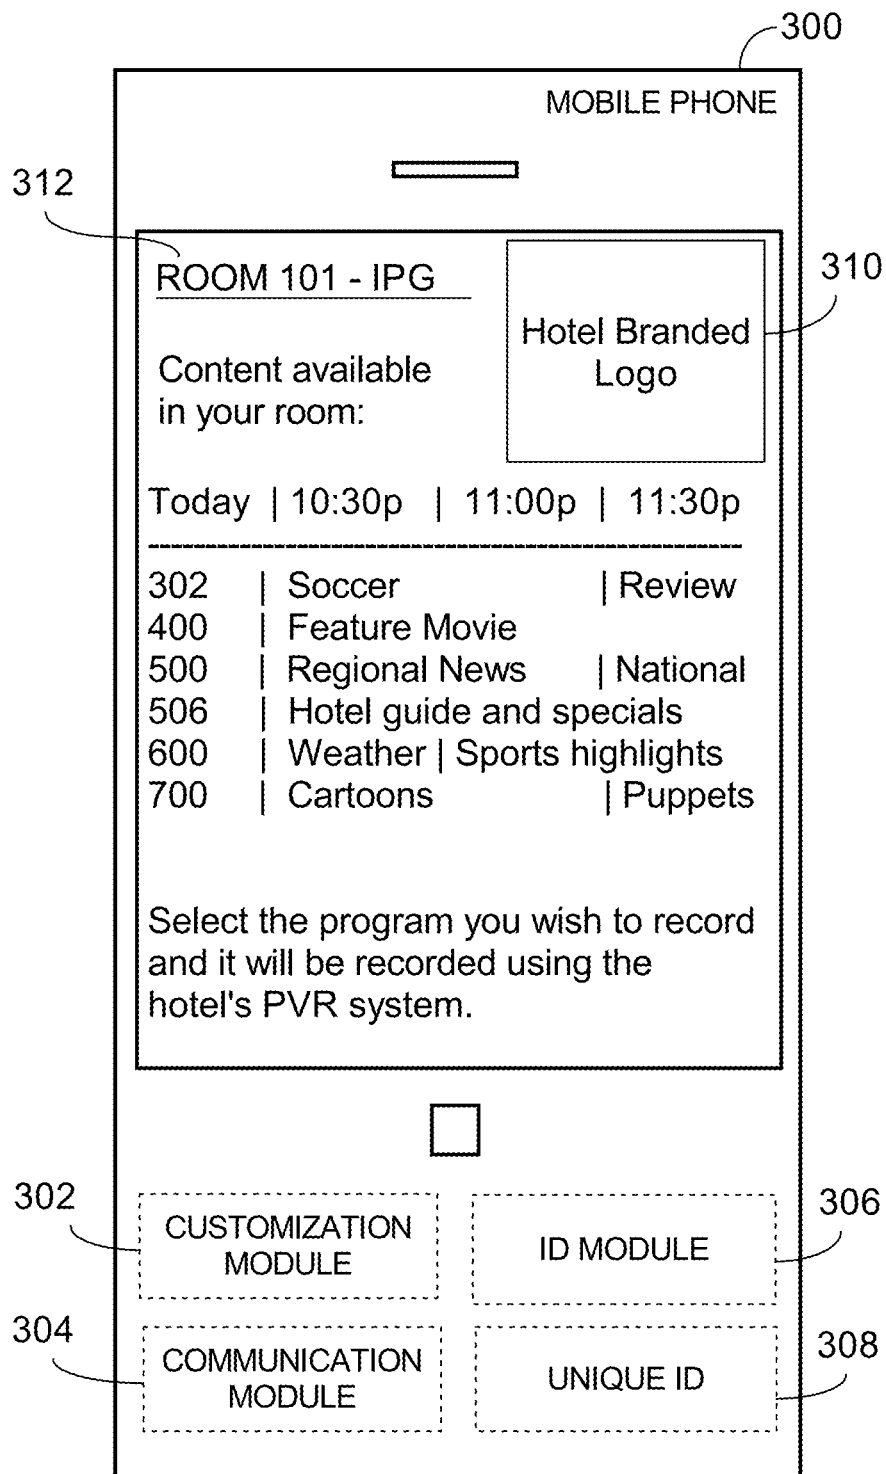 300
MOBILE PHONE
312
ROOM 101 - IPG
310
Hotel Branded
Logo
Content available
in your room:
Today | 10:30p | 11:00p | 11:30p
--------------------------------------------------
302 | Soccer | Review
400 | Feature Movie
500 | Regional News | National
506 | Hotel guide and specials
600 | Weather | Sports highlights
700 | Cartoons | Puppets
Select the program you wish to record
and it will be recorded using the
hotel's PVR system.
302
CUSTOMIZATION
MODULE
306
ID MODULE
304
COMMUNICATION
MODULE
308
UNIQUE ID